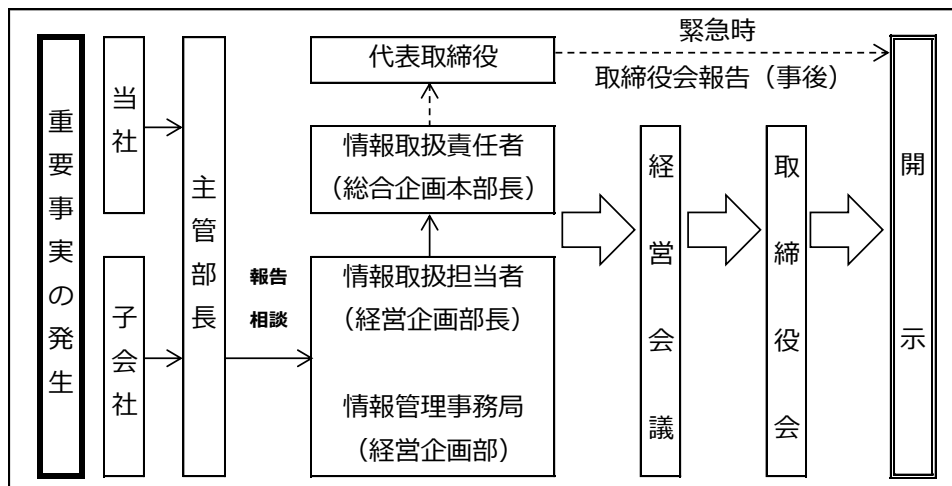 重要事実の発生
当社
子会社
主管部長
報告
相談
代表取締役
情報取扱責任者
（総合企画本部長）
情報取扱担当者
（経営企画部長）
情報管理事務局
（経営企画部）
緊急時
取締役会報告（事後）
経営会議
取締役会
開示